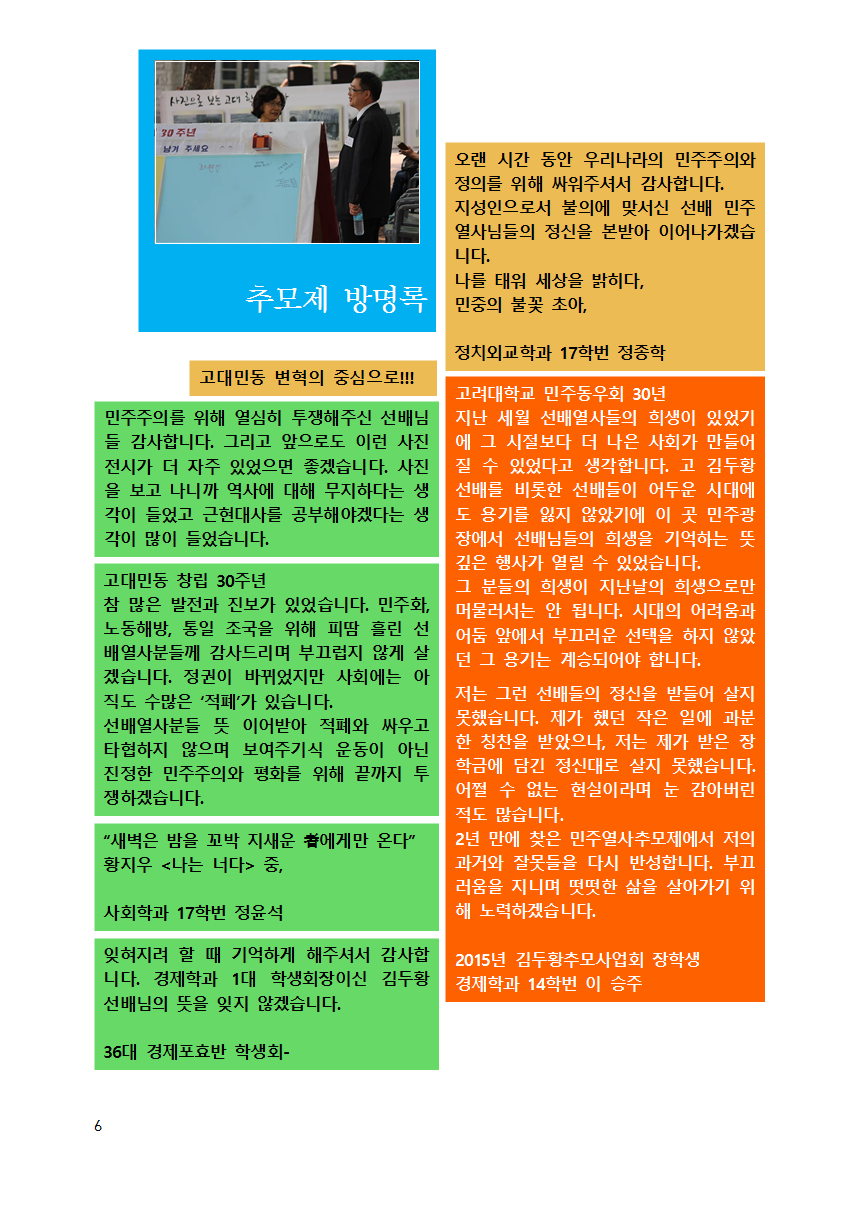 사진으로 보는 고대
30주년
남겨 주세요
추모제 방명록
고대민동 변혁의 중심으로!!!
민주주의를 위해 열심히 투쟁해주신 선배님
들 감사합니다. 그리고 앞으로도 이런 사진
전시가 더 자주 있었으면 좋겠습니다. 사진
을 보고 나니까 역사에 대해 무지하다는 생
각이 들었고 근현대사를 공부해야겠다는 생
각이 많이 들었습니다.
고대민동 창립 30주년
참 많은 발전과 진보가 있었습니다. 민주화,
노동해방, 통일 조국을 위해 피땀 흘린 선
배열사분들께 감사드리며 부끄럽지 않게 살
겠습니다. 정권이 바뀌었지만 사회에는 아
직도 수많은 ‘적폐’가 있습니다.
선배열사분들 뜻 이어받아 적폐와 싸우고
타협하지 않으며 보여주기식 운동이 아닌
진정한 민주주의와 평화를 위해 끝까지 투
쟁하겠습니다.
“새벽은 밤을 꼬박 지새운 者에게만 온다”
황지우 <나는 너다> 중,
사회학과 17학번 정윤석
잊혀지려 할 때 기억하게 해주셔서 감사합
니다. 경제학과 1대 학생회장이신 김두황
선배님의 뜻을 잊지 않겠습니다.
36대 경제포효반 학생회-
오랜 시간 동안 우리나라의 민주주의와
정의를 위해 싸워주셔서 감사합니다.
지성인으로서 불의에 맞서신 선배 민주
열사님들의 정신을 본받아 이어나가겠습
니다.
나를 태워 세상을 밝히다,
민중의 불꽃 초아,
정치외교학과 17학번 정종학
고려대학교 민주동우회 30년
지난 세월 선배열사들의 희생이 있었기
에 그 시절보다 더 나은 사회가 만들어
질 수 있었다고 생각합니다. 고 김두황
선배를 비롯한 선배들이 어두운 시대에
도 용기를 잃지 않았기에 이 곳 민주광
장에서 선배님들의 희생을 기억하는 뜻
깊은 행사가 열릴 수 있었습니다.
그 분들의 희생이 지난날의 희생으로만
머물러서는 안 됩니다. 시대의 어려움과
어둠 앞에서 부끄러운 선택을 하지 않았
던 그 용기는 계승되어야 합니다.
저는 그런 선배들의 정신을 받들어 살지
못했습니다. 제가 했던 작은 일에 과분
한 칭찬을 받았으나, 저는 제가 받은 장
학금에 담긴 정신대로 살지 못했습니다.
어쩔 수 없는 현실이라며 눈 감아버린
적도 많습니다.
2년 만에 찾은 민주열사추모제에서 저의
과거와 잘못들을 다시 반성합니다. 부끄
러움을 지니며 떳떳한 삶을 살아가기 위
해 노력하겠습니다.
2015년 김두황추모사업회 장학생
경제학과 14학번 이 승주
6